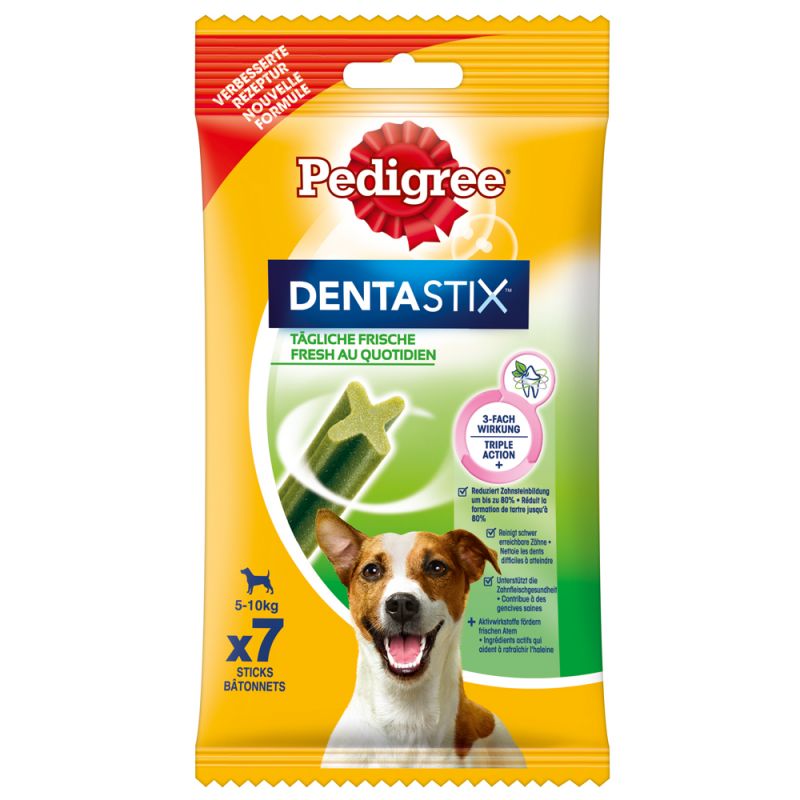 VERBESSERTE
REZEPTUR
NOUVELLE
FORMULE
Pedigree®
DENTASTIX™
TÄGLICHE FRISCHE
FRESH AU QUOTIDIEN
3-FACH
WIRKUNG
TRIPLE
ACTION
+
Reduziert Zahnsteinbildung
um bis zu 80% • Réduit la
formation de tartre jusqu'à
80%
Reinigt schwer
erreichbare Zähne •
Nettoie les dents
difficiles à atteindre
Unterstützt die
Zahnfleischgesundheit
• Contribue à des
gencives saines
+ Aktivwirkstoffe fördern
frischen Atem
• Ingrédients actifs qui
aident à rafraîchir l'haleine
5-10kg
x7
STICKS
BÂTONNETS